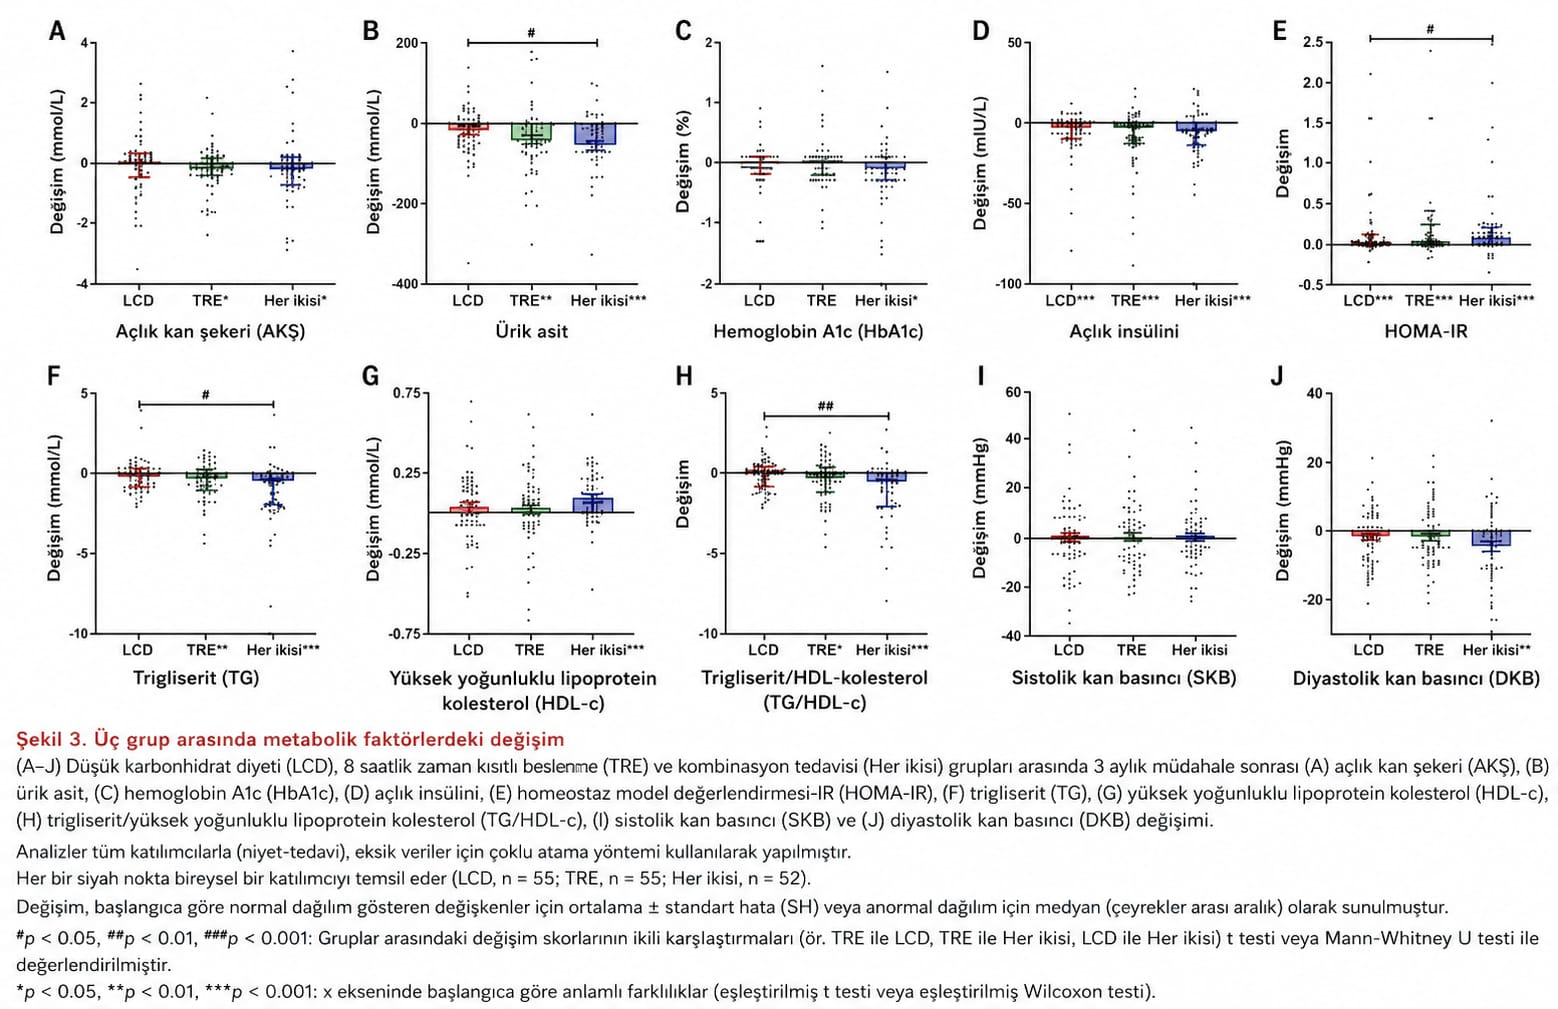 A
Değişim (mmol/L)
4
2
0
-2
-4
LCD TRE* Her ikisi*
Açlık kan şekeri (AKŞ)
B
Değişim (mmol/L)
#
200
0
-200
-400
LCD TRE** Her ikisi***
Ürik asit
C
Değişim (%)
2
1
0
-1
-2
LCD TRE Her ikisi*
Hemoglobin A1c (HbA1c)
D
Değişim (mIU/L)
50
0
-50
-100
LCD*** TRE*** Her ikisi***
Açlık insülini
E
Değişim
#
2.5
2.0
1.5
1.0
0.5
0.0
-0.5
LCD*** TRE*** Her ikisi***
HOMA-IR
F
Değişim (mmol/L)
#
5
0
-5
-10
LCD TRE** Her ikisi***
Trigliserit (TG)
G
Değişim (mmol/L)
0.75
0.25
-0.25
-0.75
LCD TRE Her ikisi***
Yüksek yoğunluklu lipoprotein
kolesterol (HDL-c)
H
Değişim
##
5
0
-5
-10
LCD TRE* Her ikisi***
Trigliserit/HDL-kolesterol
(TG/HDL-c)
I
Değişim (mmHg)
60
40
20
0
-20
-40
LCD TRE Her ikisi
Sistolik kan basıncı (SKB)
J
Değişim (mmHg)
40
20
0
-20
LCD TRE Her ikisi**
Diyastolik kan basıncı (DKB)
Şekil 3. Üç grup arasında metabolik faktörlerdeki değişim
(A–J) Düşük karbonhidrat diyeti (LCD), 8 saatlik zaman kısıtlı beslenme (TRE) ve kombinasyon tedavisi (Her ikisi) grupları arasında 3 aylık müdahale sonrası (A) açlık kan şekeri (AKŞ), (B)
ürik asit, (C) hemoglobin A1c (HbA1c), (D) açlık insülini, (E) homeostaz model değerlendirmesi-IR (HOMA-IR), (F) trigliserit (TG), (G) yüksek yoğunluklu lipoprotein kolesterol (HDL-c),
(H) trigliserit/yüksek yoğunluklu lipoprotein kolesterol (TG/HDL-c), (I) sistolik kan basıncı (SKB) ve (J) diyastolik kan basıncı (DKB) değişimi.
Analizler tüm katılımcılarla (niyet-tedavi), eksik veriler için çoklu atama yöntemi kullanılarak yapılmıştır.
Her bir siyah nokta bireysel bir katılımcıyı temsil eder (LCD, n = 55; TRE, n = 55; Her ikisi, n = 52).
Değişim, başlangıca göre normal dağılım gösteren değişkenler için ortalama ± standart hata (SH) veya anormal dağılım için medyan (çeyrekler arası aralık) olarak sunulmuştur.
#p < 0.05, ##p < 0.01, ###p < 0.001: Gruplar arasındaki değişim skorlarının ikili karşılaştırmaları (ör. TRE ile LCD, TRE ile Her ikisi, LCD ile Her ikisi) t testi veya Mann-Whitney U testi ile
değerlendirilmiştir.
*p < 0.05, **p < 0.01, ***p < 0.001: x ekseninde başlangıca göre anlamlı farklılıklar (eşleştirilmiş t testi veya eşleştirilmiş Wilcoxon testi).